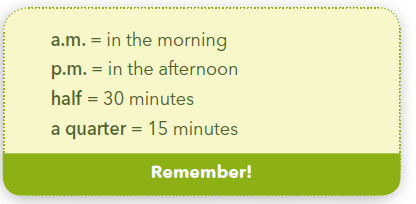 a.m. = in the morning
p.m. = in the afternoon
half = 30 minutes
a quarter = 15 minutes
Remember!